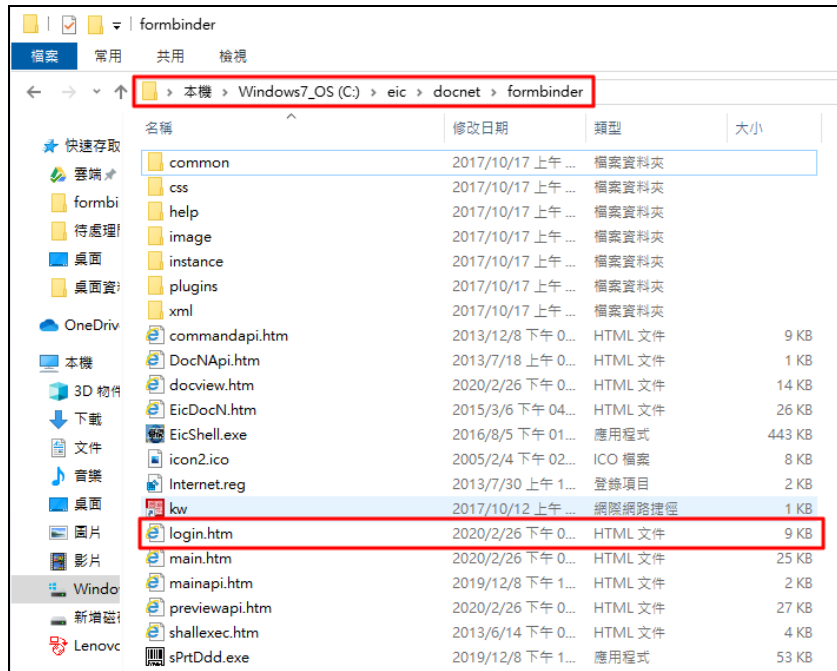 formbinder
檔案 常用 共用 檢視
本機 › Windows7_OS (C:) › eic › docnet › formbinder
名稱 修改日期 類型 大小
快速存取
雲端
formbi
待處理
桌面
桌面資
OneDriv
本機
3D 物件
下載
文件
音樂
桌面
圖片
影片
Windo
新增磁
Lenovo
common 2017/10/17 上午 ... 檔案資料夾
css 2017/10/17 上午 ... 檔案資料夾
help 2017/10/17 上午 ... 檔案資料夾
image 2017/10/17 上午 ... 檔案資料夾
instance 2017/10/17 上午 ... 檔案資料夾
plugins 2017/10/17 上午 ... 檔案資料夾
xml 2017/10/17 上午 ... 檔案資料夾
commandapi.htm 2013/12/8 下午 0... HTML 文件 9 KB
DocNApi.htm 2013/7/18 上午 0... HTML 文件 1 KB
docview.htm 2020/2/26 下午 0... HTML 文件 14 KB
EicDocN.htm 2015/3/6 下午 04... HTML 文件 26 KB
EicShell.exe 2016/8/5 下午 01... 應用程式 443 KB
icon2.ico 2005/2/4 下午 02... ICO 檔案 8 KB
Internet.reg 2013/7/30 上午 1... 登錄項目 2 KB
kw 2017/10/12 上午 ... 網際網路捷徑 1 KB
login.htm 2020/2/26 下午 0... HTML 文件 9 KB
main.htm 2020/2/26 下午 0... HTML 文件 25 KB
mainapi.htm 2019/12/8 下午 1... HTML 文件 2 KB
previewapi.htm 2020/2/26 下午 0... HTML 文件 27 KB
shallexec.htm 2013/6/14 下午 0... HTML 文件 4 KB
sPrtDdd.exe 2019/12/8 下午 1... 應用程式 53 KB